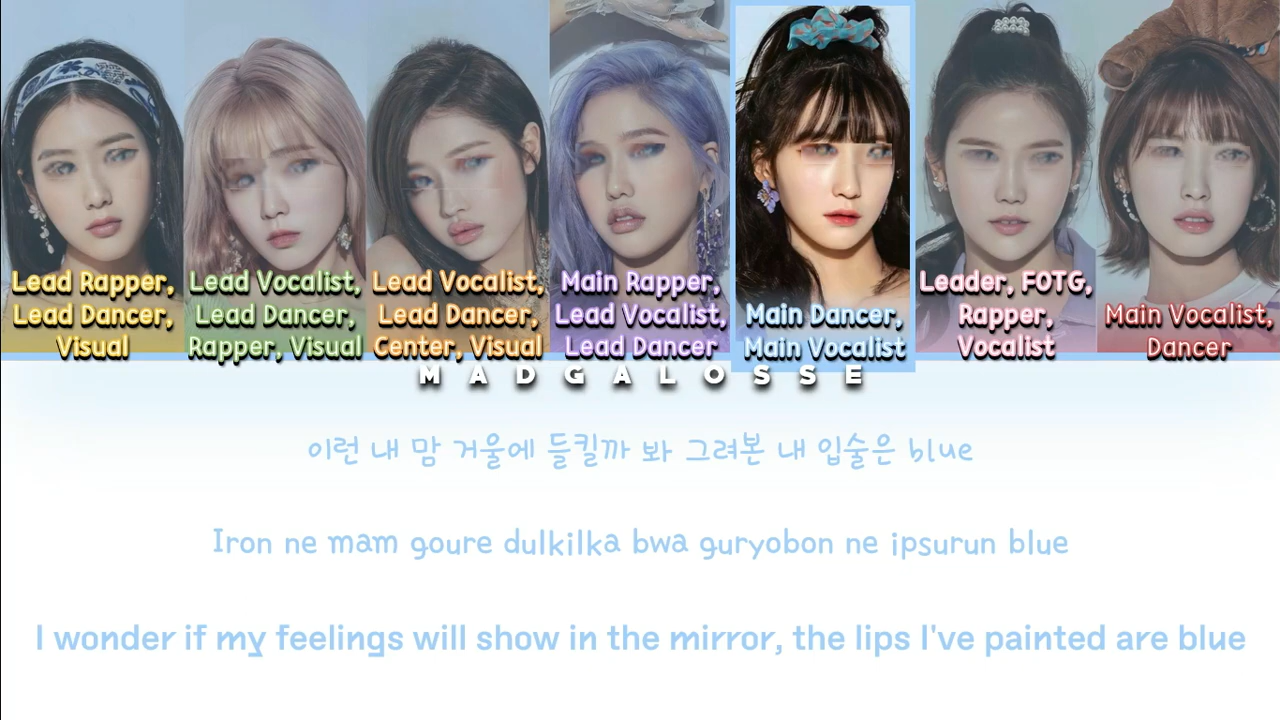 Lead Rapper,
Lead Dancer,
Visual
Lead Vocalist,
Lead Dancer,
Rapper, Visual
Lead Vocalist,
Lead Dancer,
Center, Visual
Main Rapper,
Lead Vocalist,
Lead Dancer
Main Dancer,
Main Vocalist
Leader, FOTG,
Rapper,
Vocalist
Main Vocalist,
Dancer
MADGALOSSE
이런 내 맘 거울에 들킬까 봐 그려본 내 입술은 blue
Iron ne mam goure dulkilka bwa guryobon ne ipsurun blue
I wonder if my feelings will show in the mirror, the lips I've painted are blue